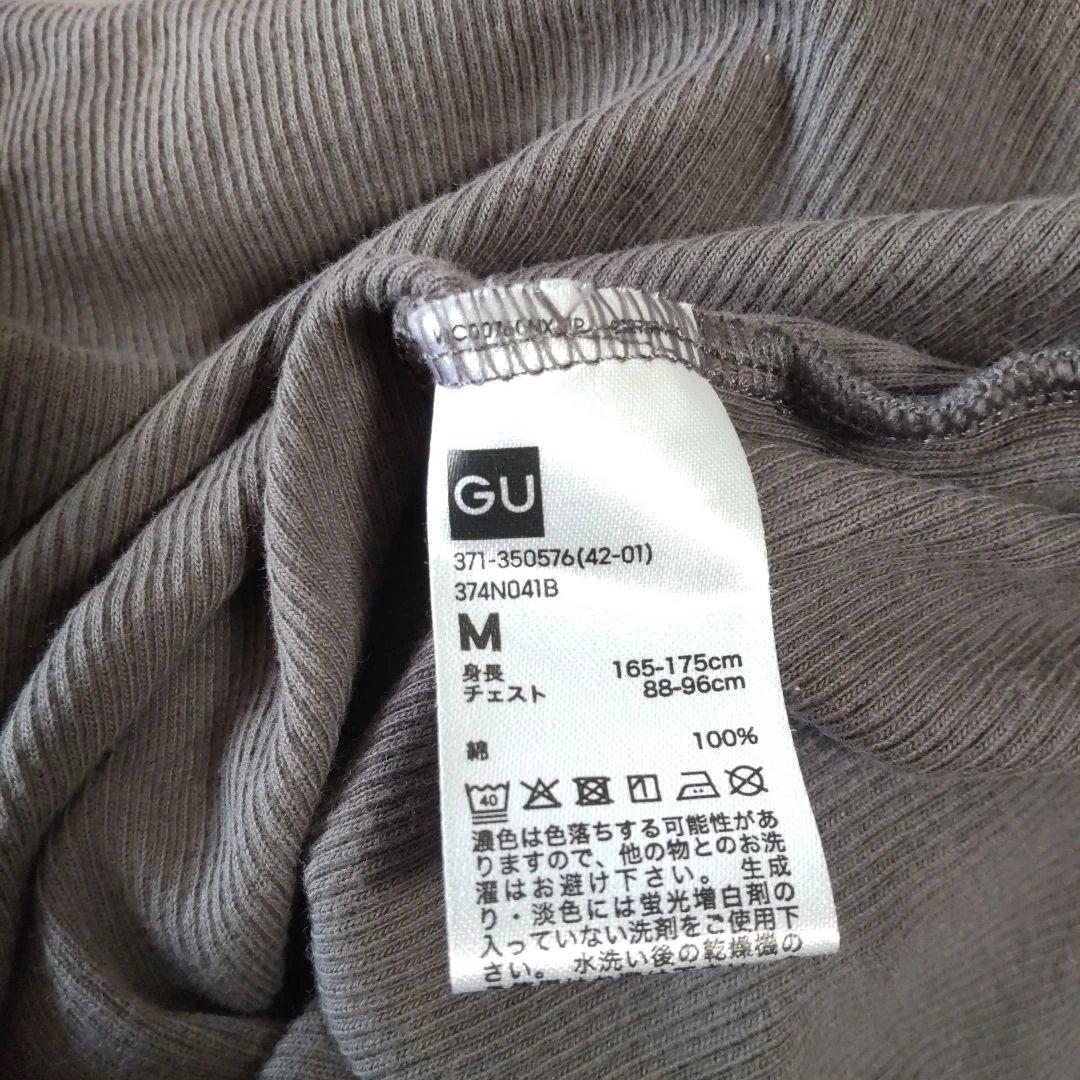 GU
371-350576(42-01)
374N041B
M
身長 165-175cm
チェスト 88-96cm
綿 100%
40
濃色は色落ちする可能性があ
りますので、他の物とのお洗
濯はお避け下さい。 生成
り・淡色には蛍光増白剤の
入っていない洗剤をご使用下
さい。 水洗い後の乾燥機の